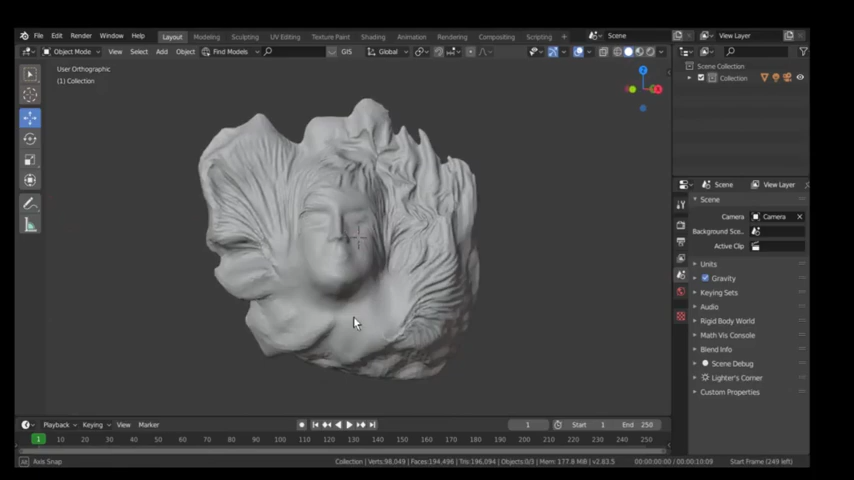 File Edit Render Window Help Layout Modeling Sculpting UV Editing Texture Paint Shading Animation Rendering Compositing Scripting Scene View Layer
Object Mode View Select Add Object Find Models GIS Global
User Orthographic
(1) Collection
Z
Scene Collection
Collection
Scene View Layer
Scene
Camera Camera
Background Sce..
Active Clip
Units
Gravity
Keying Sets
Audio
Rigid Body World
Math Vis Console
Blend Info
Scene Debug
Lighter's Corner
Custom Properties
Playback Keying View Marker 1 Start 1 End 250
1 10 20 30 40 50 60 70 80 90 100 110 120 130 140 150 160 170 180 190 200 210 220 230 240 250
Axis Snap Collection | Verts:98,049 | Faces:194,496 | Tris:196,094 | Objects:0/3 | Mem: 177.8 MiB | v2.83.5 00:00:00:00 / 00:00:10:09 Start Frame (249 left)